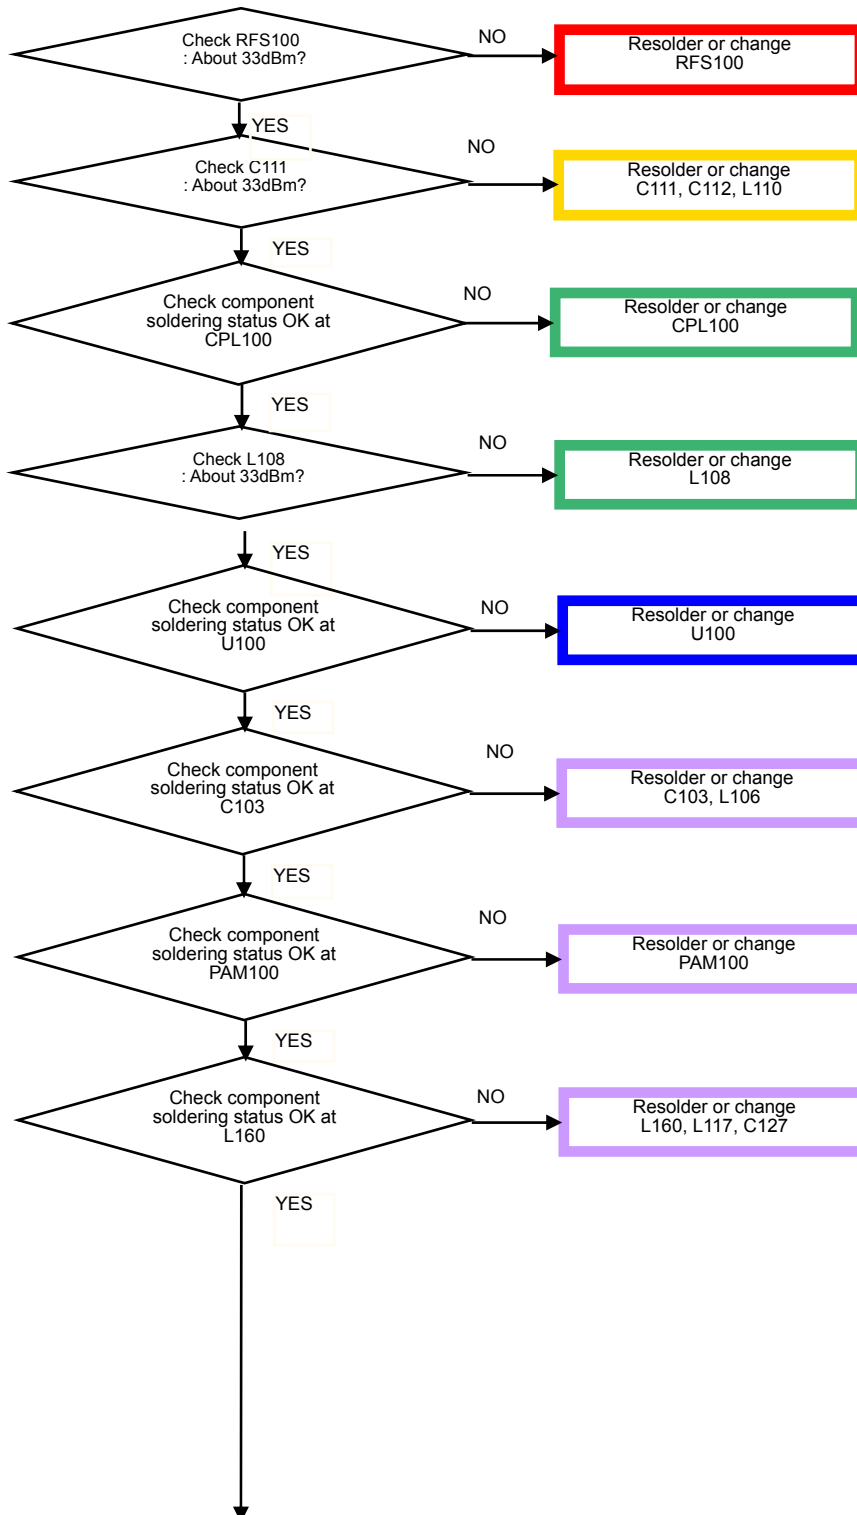 Check RFS100
: About 33dBm?
NO
Resolder or change
RFS100
YES
Check C111
: About 33dBm?
NO
Resolder or change
C111, C112, L110
YES
Check component
soldering status OK at
CPL100
NO
Resolder or change
CPL100
YES
Check L108
: About 33dBm?
NO
Resolder or change
L108
YES
Check component
soldering status OK at
U100
NO
Resolder or change
U100
YES
Check component
soldering status OK at
C103
NO
Resolder or change
C103, L106
YES
Check component
soldering status OK at
PAM100
NO
Resolder or change
PAM100
YES
Check component
soldering status OK at
L160
NO
Resolder or change
L160, L117, C127
YES